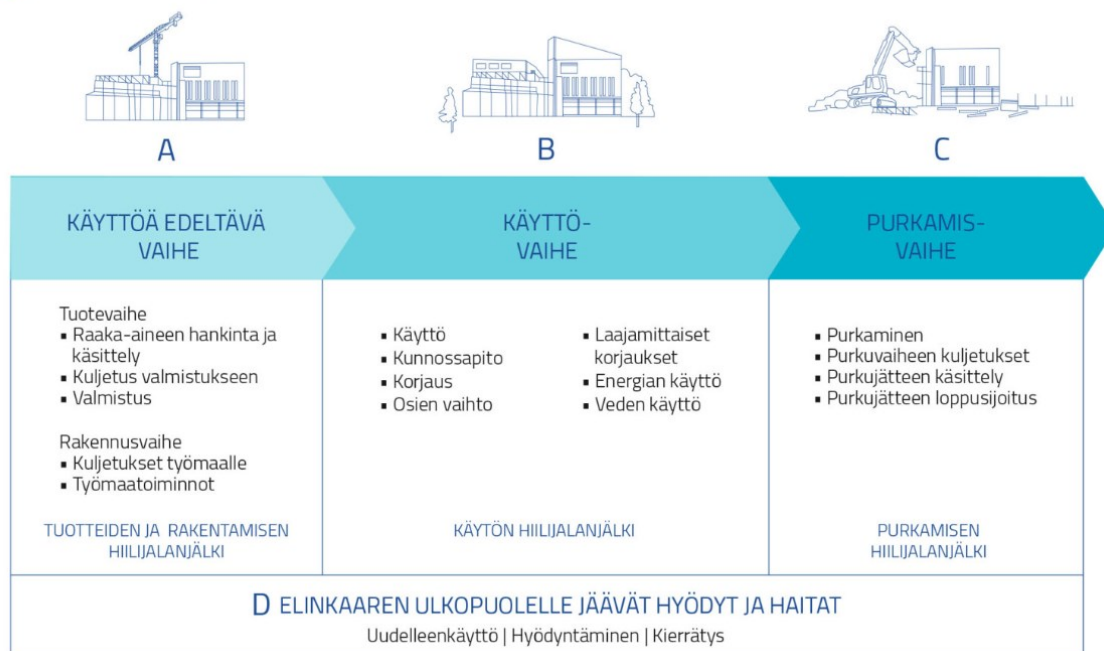 A
B
C
KÄYTTÖÄ EDELTÄVÄ
VAIHE
KÄYTTÖ-
VAIHE
PURKAMIS-
VAIHE
Tuotevaihe
▪ Raaka-aineen hankinta ja
käsittely
▪ Kuljetus valmistukseen
▪ Valmistus
Rakennusvaihe
▪ Kuljetukset työmaalle
▪ Työmaatoiminnot
TUOTTEIDEN JA RAKENTAMISEN
HIILIJALANJÄLKI
▪ Käyttö
▪ Kunnossapito
▪ Korjaus
▪ Osien vaihto
▪ Laajamittaiset
korjaukset
▪ Energian käyttö
▪ Veden käyttö
KÄYTÖN HIILIJALANJÄLKI
▪ Purkaminen
▪ Purkuvaiheen kuljetukset
▪ Purkujätteen käsittely
▪ Purkujätteen loppusijoitus
PURKAMISEN
HIILIJALANJÄLKI
D ELINKAAREN ULKOPUOLELLE JÄÄVÄT HYÖDYT JA HAITAT
Uudelleenkäyttö | Hyödyntäminen | Kierrätys